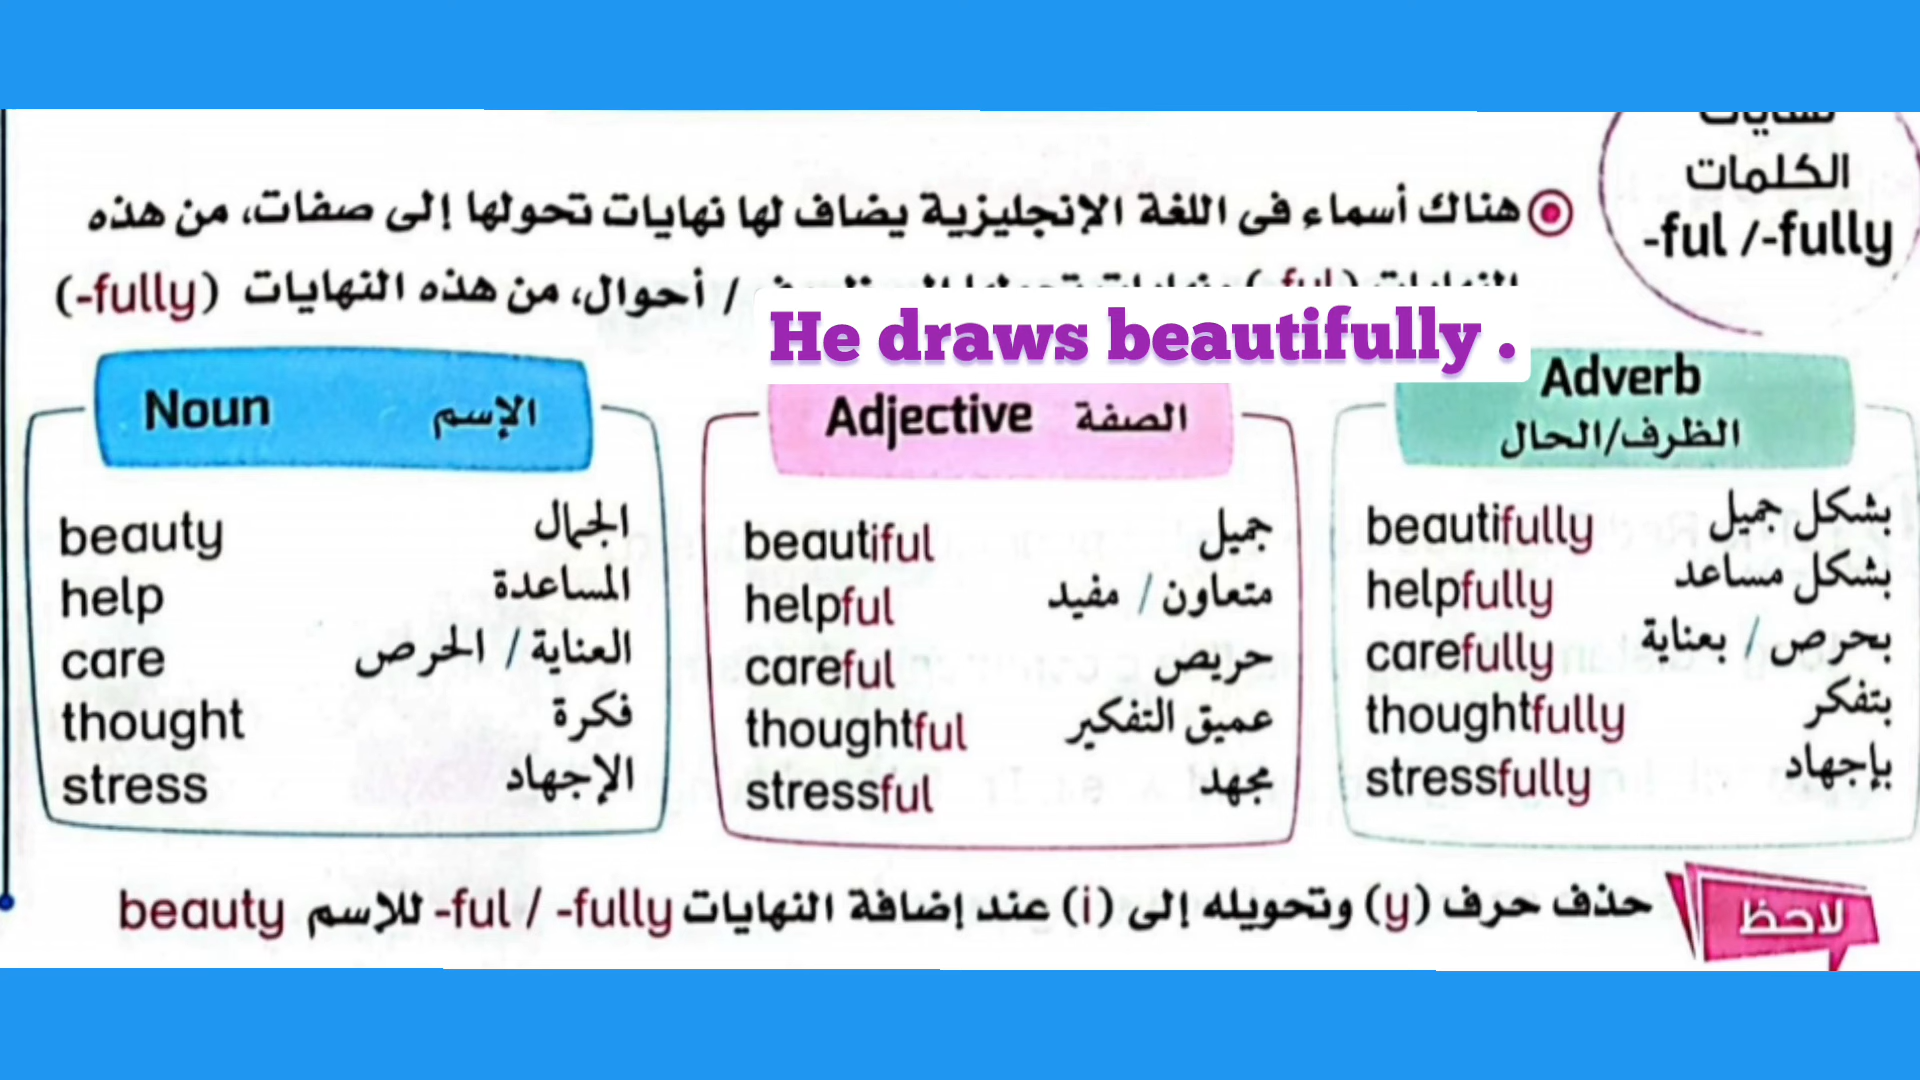 الكلمات
-ful /-fully
هناك أسماء فى اللغة الإنجليزية يضاف لها نهايات تحولها إلى صفات، من هذه
/ أحوال، من هذه النهايات (-fully)
He draws beautifully .
Noun الإسم
beauty الجمال
help المساعدة
care العناية / الحرص
thought فكرة
stress الإجهاد
Adjective الصفة
beautiful جميل
helpful متعاون / مفيد
careful حريص
thoughtful عميق التفكير
stressful مجهد
Adverb
الظرف/الحال
beautifully بشكل جميل
helpfully بشكل مساعد
carefully بحرص / بعناية
thoughtfully بتفكر
stressfully بإجهاد
لاحظ حذف حرف (y) وتحويله إلى (i) عند إضافة النهايات -ful / -fully للإسم beauty